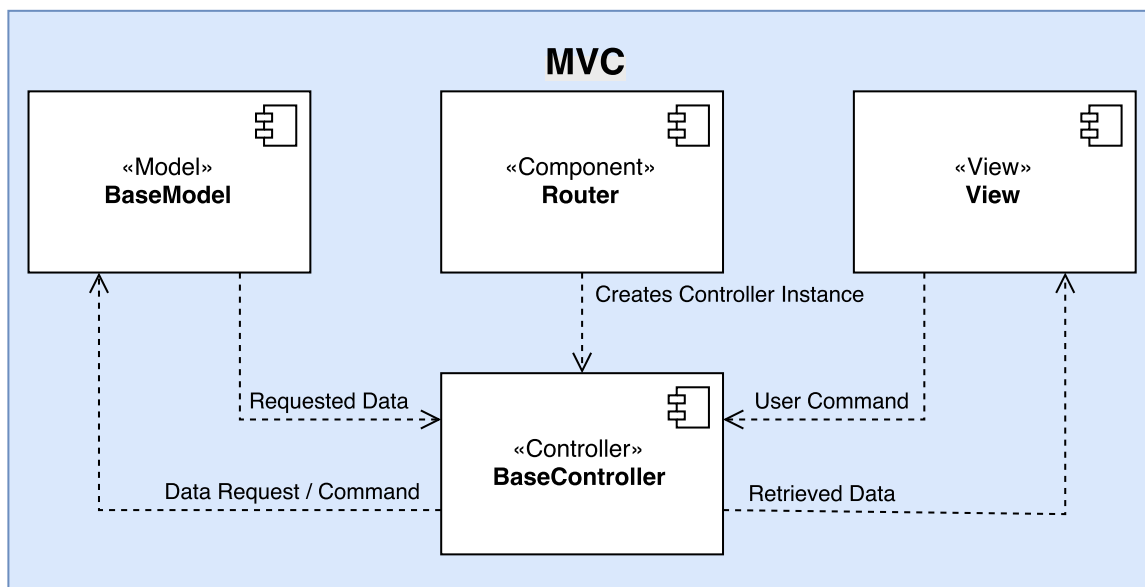 MVC
«Model»
BaseModel
«Component»
Router
«View»
View
Creates Controller Instance
Requested Data
User Command
«Controller»
BaseController
Data Request / Command
Retrieved Data